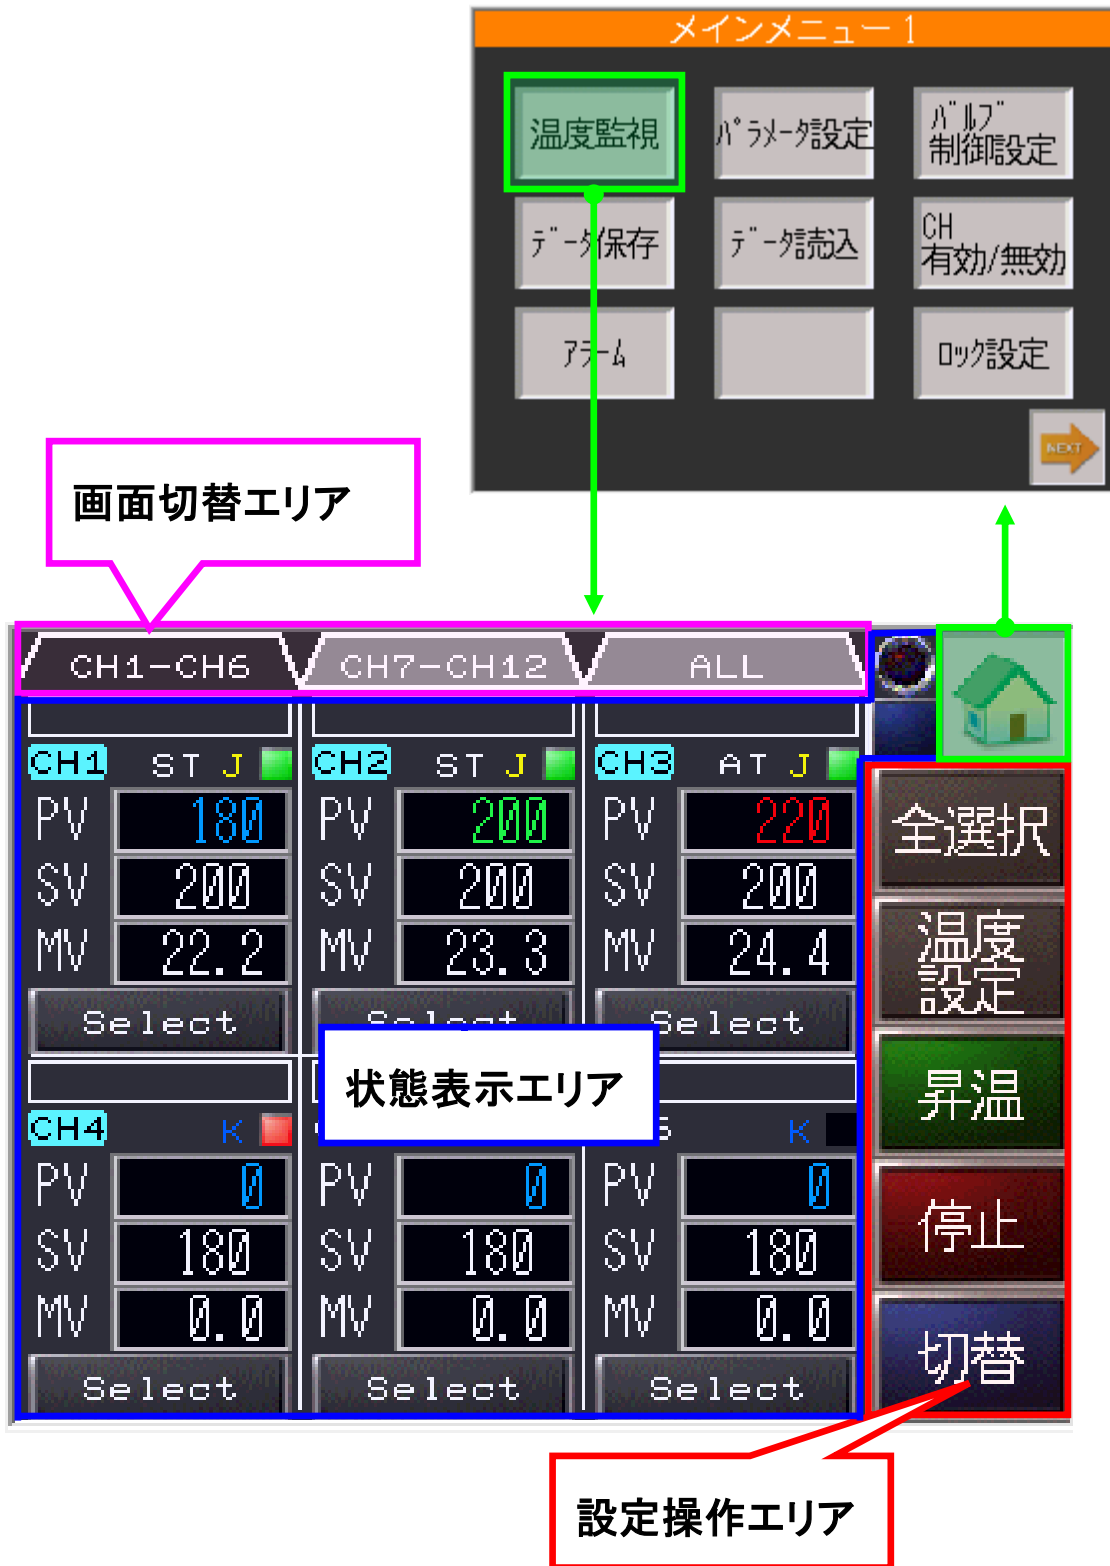 メインメニュー 1
温度監視
パラメータ設定
バルブ
制御設定
データ保存
データ読込
CH
有効/無効
アラーム
ロック設定
NEXT
画面切替エリア
CH1-CH6
CH7-CH12
ALL
CH1 ST J
CH2 ST J
CH3 AT J
PV 180
PV 200
PV 220
SV 200
SV 200
SV 200
MV 22.2
MV 23.3
MV 24.4
Select
Select
Select
状態表示エリア
CH4 K
K
PV 0
PV 0
PV 0
SV 180
SV 180
SV 180
MV 0.0
MV 0.0
MV 0.0
Select
Select
Select
全選択
温度
設定
昇温
停止
切替
設定操作エリア